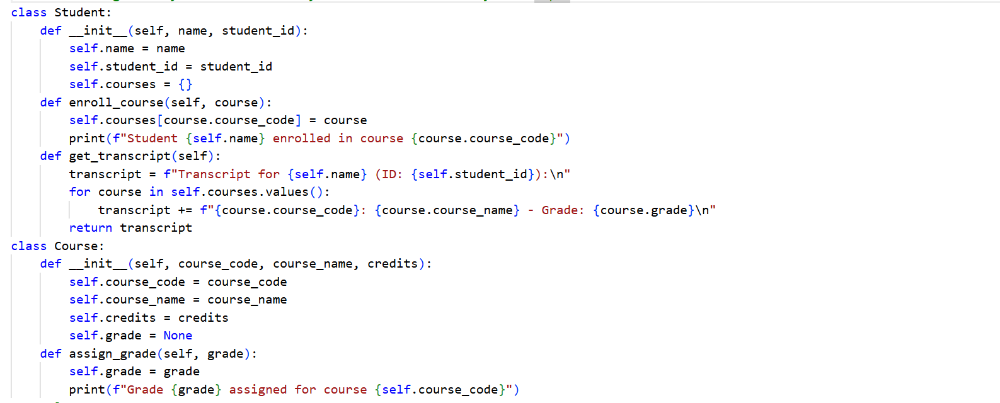 class Student:
    def __init__(self, name, student_id):
        self.name = name
        self.student_id = student_id
        self.courses = {}
    def enroll_course(self, course):
        self.courses[course.course_code] = course
        print(f"Student {self.name} enrolled in course {course.course_code}")
    def get_transcript(self):
        transcript = f"Transcript for {self.name} (ID: {self.student_id}):\n"
        for course in self.courses.values():
            transcript += f"{course.course_code}: {course.course_name} - Grade: {course.grade}\n"
        return transcript
class Course:
    def __init__(self, course_code, course_name, credits):
        self.course_code = course_code
        self.course_name = course_name
        self.credits = credits
        self.grade = None
    def assign_grade(self, grade):
        self.grade = grade
        print(f"Grade {grade} assigned for course {self.course_code}")